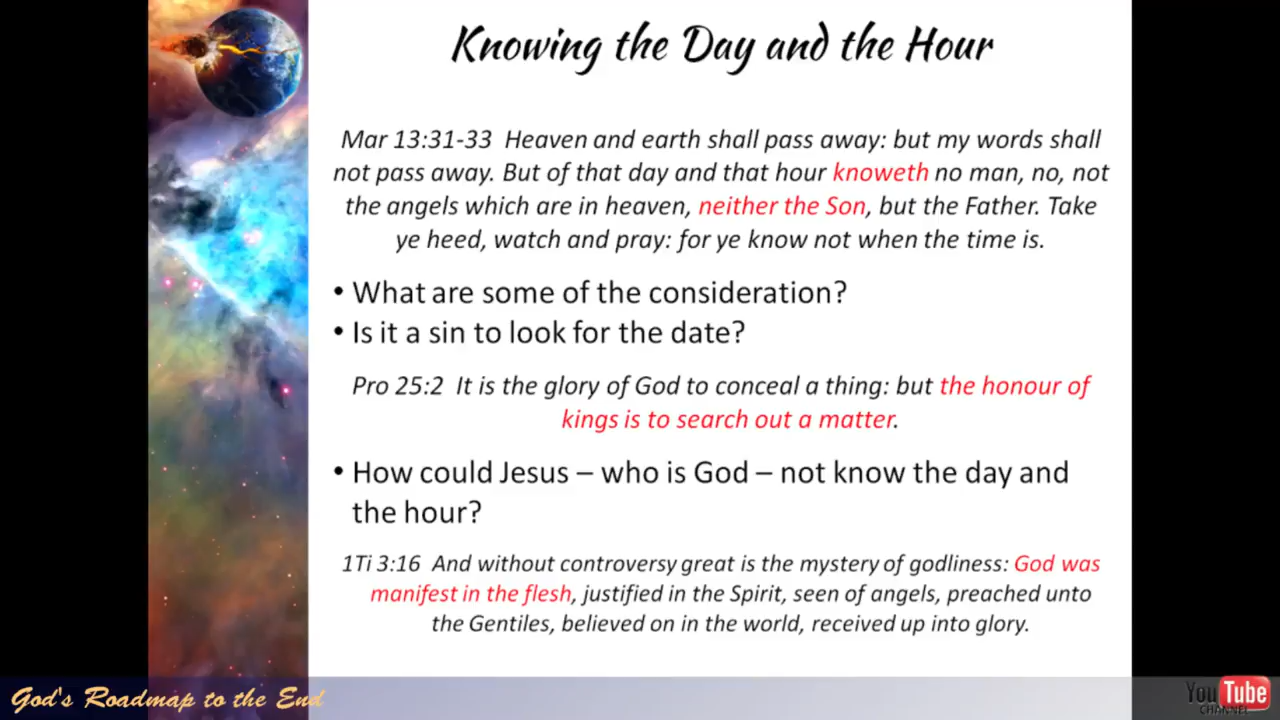 Knowing the Day and the Hour
Mar 13:31-33 Heaven and earth shall pass away: but my words shall
not pass away. But of that day and that hour knoweth no man, no, not
the angels which are in heaven, neither the Son, but the Father. Take
ye heed, watch and pray: for ye know not when the time is.
• What are some of the consideration?
• Is it a sin to look for the date?
Pro 25:2 It is the glory of God to conceal a thing: but the honour of
kings is to search out a matter.
• How could Jesus – who is God – not know the day and
the hour?
1Ti 3:16 And without controversy great is the mystery of godliness: God was
manifest in the flesh, justified in the Spirit, seen of angels, preached unto
the Gentiles, believed on in the world, received up into glory.
God's Roadmap to the End
YouTube
CHANNEL